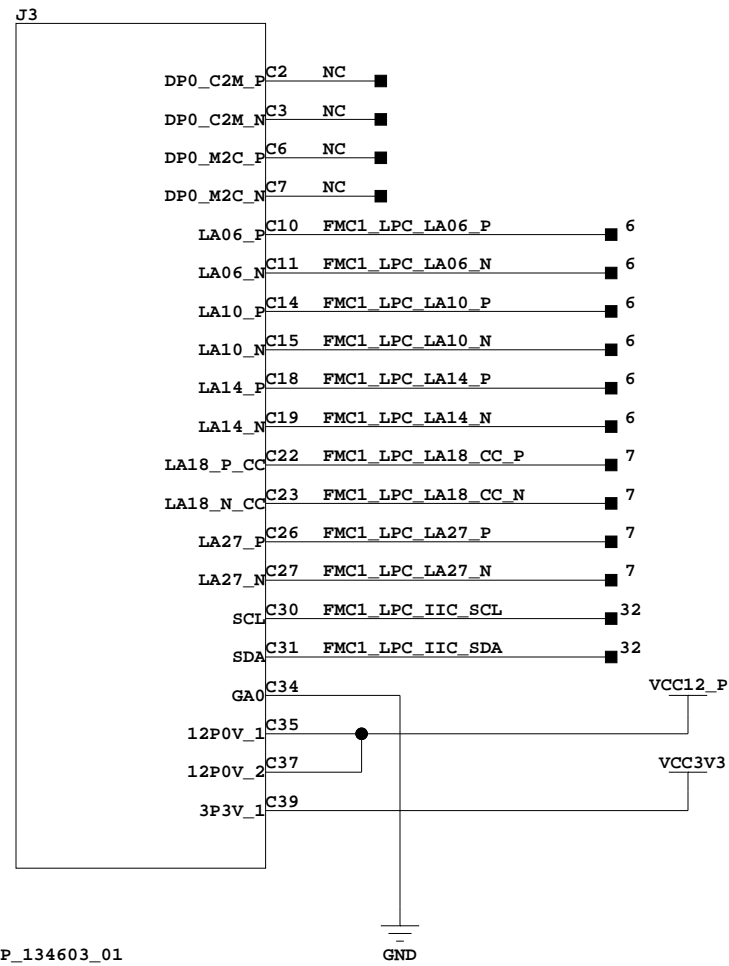 J3
DP0_C2M_P C2 NC
DP0_C2M_N C3 NC
DP0_M2C_P C6 NC
DP0_M2C_N C7 NC
LA06_P C10 FMC1_LPC_LA06_P 6
LA06_N C11 FMC1_LPC_LA06_N 6
LA10_P C14 FMC1_LPC_LA10_P 6
LA10_N C15 FMC1_LPC_LA10_N 6
LA14_P C18 FMC1_LPC_LA14_P 6
LA14_N C19 FMC1_LPC_LA14_N 6
LA18_P_CC C22 FMC1_LPC_LA18_CC_P 7
LA18_N_CC C23 FMC1_LPC_LA18_CC_N 7
LA27_P C26 FMC1_LPC_LA27_P 7
LA27_N C27 FMC1_LPC_LA27_N 7
SCL C30 FMC1_LPC_IIC_SCL 32
SDA C31 FMC1_LPC_IIC_SDA 32
GA0 C34
VCC12_P
12P0V_1 C35
12P0V_2 C37
VCC3V3
3P3V_1 C39
P_134603_01
GND